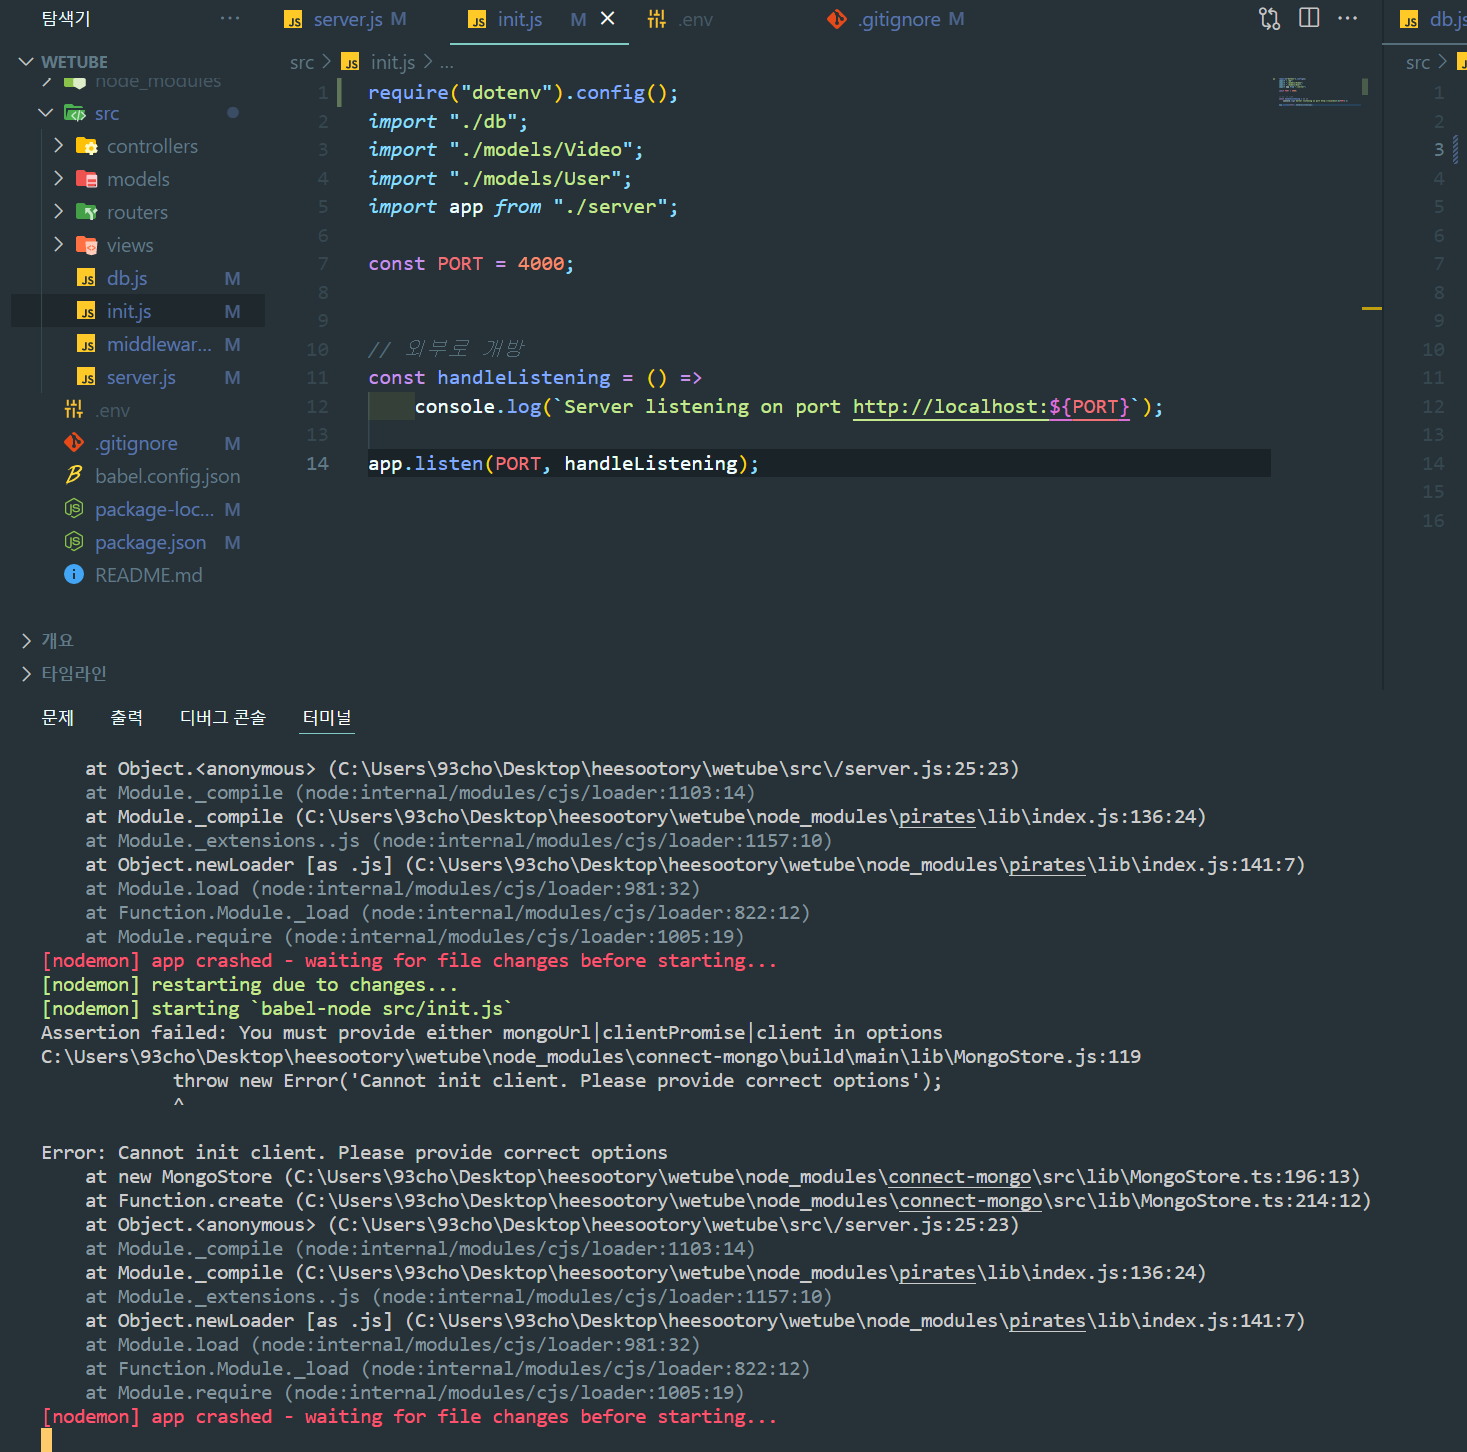 탐색기 ···
server.js M
init.js M
.env
.gitignore M
db.js
WETUBE
node_modules
src
controllers
models
routers
views
db.js M
init.js M
middlewar... M
server.js M
.env
.gitignore M
babel.config.json
package-loc... M
package.json M
README.md
개요
타임라인
src > init.js > ...
1 require("dotenv").config();
2 import "./db";
3 import "./models/Video";
4 import "./models/User";
5 import app from "./server";
6
7 const PORT = 4000;
8
9
10 // 외부로 개방
11 const handleListening = () =>
12 console.log(`Server listening on port http://localhost:${PORT}`);
13
14 app.listen(PORT, handleListening);
src >
1
2
3
4
5
6
7
8
9
10
11
12
13
14
15
16
문제 출력 디버그 콘솔 터미널
at Object.<anonymous> (C:\Users\93cho\Desktop\heesootory\wetube\src\/server.js:25:23)
at Module._compile (node:internal/modules/cjs/loader:1103:14)
at Module._compile (C:\Users\93cho\Desktop\heesootory\wetube\node_modules\pirates\lib\index.js:136:24)
at Module._extensions..js (node:internal/modules/cjs/loader:1157:10)
at Object.newLoader [as .js] (C:\Users\93cho\Desktop\heesootory\wetube\node_modules\pirates\lib\index.js:141:7)
at Module.load (node:internal/modules/cjs/loader:981:32)
at Function.Module._load (node:internal/modules/cjs/loader:822:12)
at Module.require (node:internal/modules/cjs/loader:1005:19)
[nodemon] app crashed - waiting for file changes before starting...
[nodemon] restarting due to changes...
[nodemon] starting `babel-node src/init.js`
Assertion failed: You must provide either mongoUrl|clientPromise|client in options
C:\Users\93cho\Desktop\heesootory\wetube\node_modules\connect-mongo\build\main\lib\MongoStore.js:119
throw new Error('Cannot init client. Please provide correct options');
^
Error: Cannot init client. Please provide correct options
at new MongoStore (C:\Users\93cho\Desktop\heesootory\wetube\node_modules\connect-mongo\src\lib\MongoStore.ts:196:13)
at Function.create (C:\Users\93cho\Desktop\heesootory\wetube\node_modules\connect-mongo\src\lib\MongoStore.ts:214:12)
at Object.<anonymous> (C:\Users\93cho\Desktop\heesootory\wetube\src\/server.js:25:23)
at Module._compile (node:internal/modules/cjs/loader:1103:14)
at Module._compile (C:\Users\93cho\Desktop\heesootory\wetube\node_modules\pirates\lib\index.js:136:24)
at Module._extensions..js (node:internal/modules/cjs/loader:1157:10)
at Object.newLoader [as .js] (C:\Users\93cho\Desktop\heesootory\wetube\node_modules\pirates\lib\index.js:141:7)
at Module.load (node:internal/modules/cjs/loader:981:32)
at Function.Module._load (node:internal/modules/cjs/loader:822:12)
at Module.require (node:internal/modules/cjs/loader:1005:19)
[nodemon] app crashed - waiting for file changes before starting...